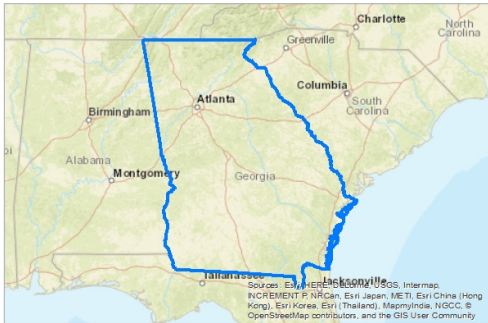 Charlotte
North
Carolina
Greenville
Atlanta
Columbia
South
Carolina
Birmingham
Alabama
Montgomery
Georgia
Tallahassee
Jacksonville
Sources: Esri, HERE, DeLorme, USGS, Intermap,
INCREMENT P, NRCan, Esri Japan, METI, Esri China (Hong
Kong), Esri Korea, Esri (Thailand), MapmyIndia, NGCC, ©
OpenStreetMap contributors, and the GIS User Community